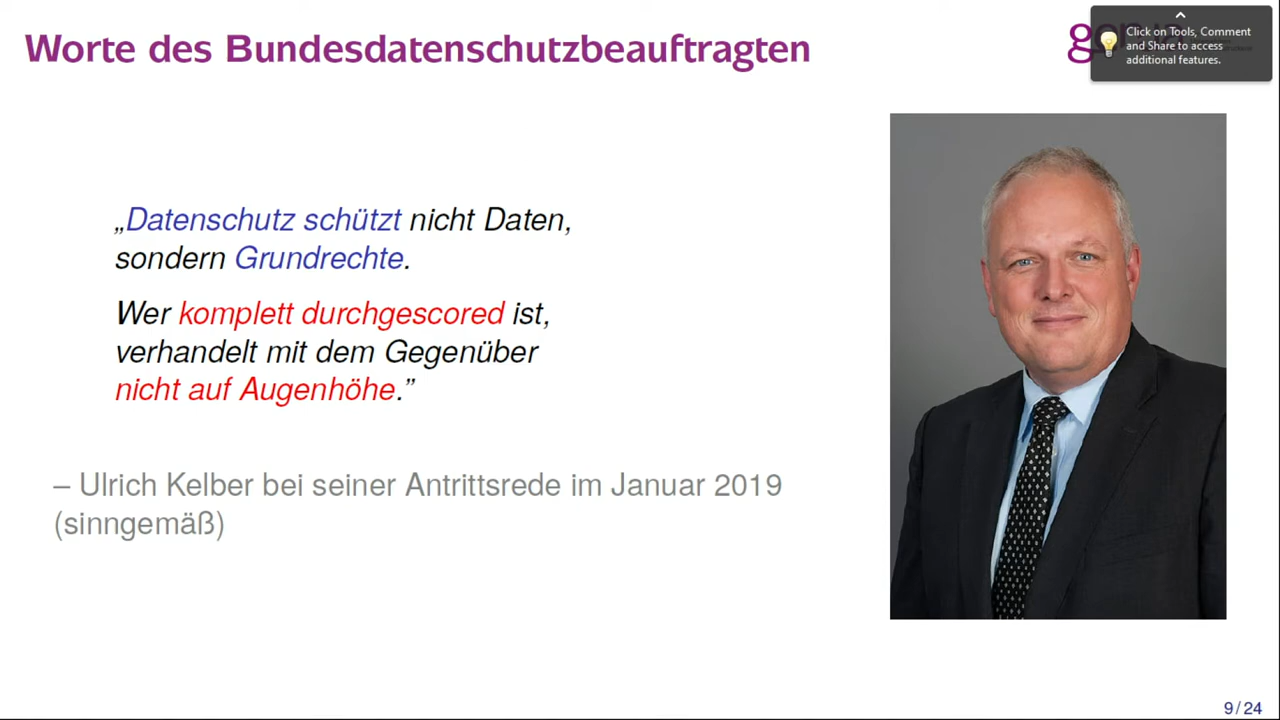 Worte des Bundesdatenschutzbeauftragten
Click on Tools, Comment
and Share to access
additional features.
„Datenschutz schützt nicht Daten,
sondern Grundrechte.
Wer komplett durchgescored ist,
verhandelt mit dem Gegenüber
nicht auf Augenhöhe.”
– Ulrich Kelber bei seiner Antrittsrede im Januar 2019
(sinngemäß)
9 / 24